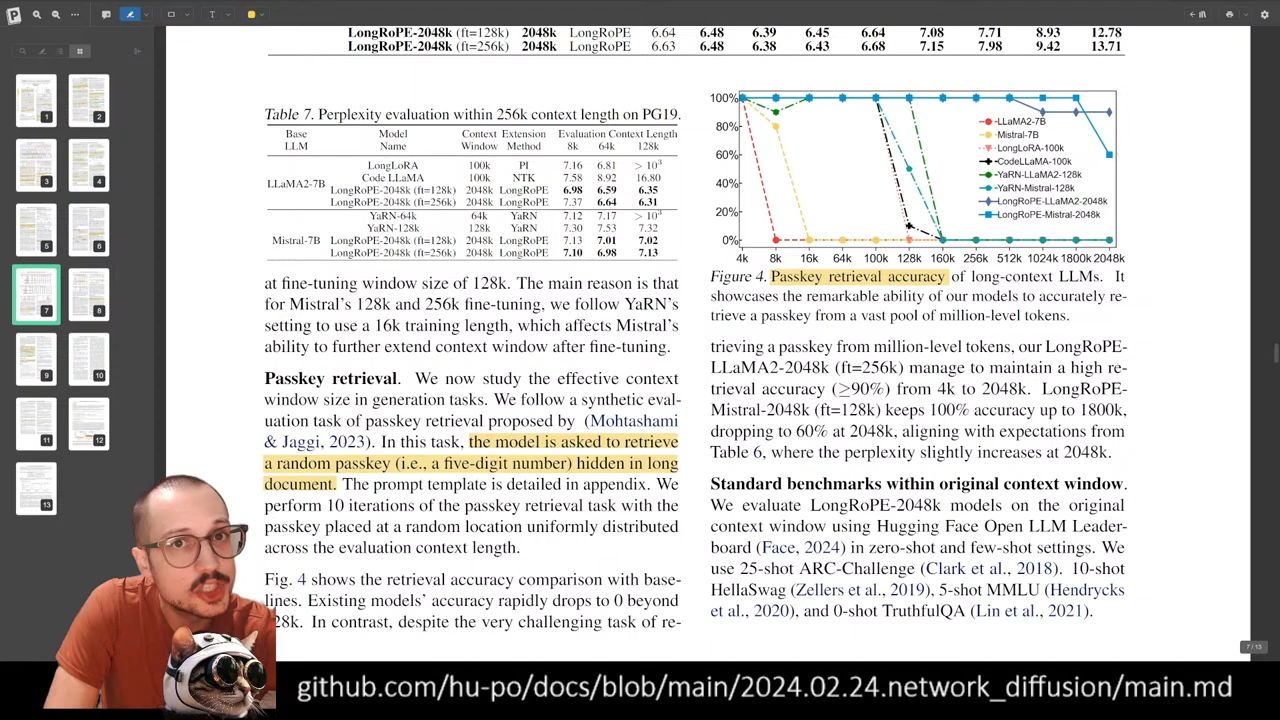 LongRoPE-2048k (ft=128k) 2048k LongRoPE 6.64 6.48 6.39 6.45 6.64 7.08 7.71 8.93 12.78
LongRoPE-2048k (ft=256k) 2048k LongRoPE 6.63 6.48 6.38 6.43 6.68 7.15 7.98 9.42 13.71
Table 7. Perplexity evaluation within 256k context length on PG19.
Base Model Context Extension Evaluation Context Length
LLM Name Window Method 8k 64k 128k
LongLoRA 100k PI 7.16 6.81 > 10³
Code LLaMA 100k NTK 7.58 8.92 16.80
LLaMA2-7B
LongRoPE-2048k (ft=128k) 2048k LongRoPE 6.98 6.59 6.35
LongRoPE-2048k (ft=256k) 2048k LongRoPE 7.37 6.64 6.31
YaRN-64k 64k YaRN 7.12 7.17 > 10³
YaRN-128k 128k YaRN 7.30 7.53 7.32
Mistral-7B LongRoPE-2048k (ft=128k) 2048k LongRoPE 7.13 7.01 7.02
LongRoPE-2048k (ft=256k) 2048k LongRoPE 7.10 6.98 7.13
at fine-tuning window size of 128k. The main reason is that
for Mistral's 128k and 256k fine-tuning, we follow YaRN's
setting to use a 16k training length, which affects Mistral's
ability to further extend context window after fine-tuning.
Passkey retrieval. We now study the effective context
window size in generation tasks. We follow a synthetic eval-
uation task of passkey retrieval proposed by (Mohtashami
& Jaggi, 2023). In this task, the model is asked to retrieve
a random passkey (i.e., a five-digit number) hidden in long
document. The prompt template is detailed in appendix. We
perform 10 iterations of the passkey retrieval task with the
passkey placed at a random location uniformly distributed
across the evaluation context length.
Fig. 4 shows the retrieval accuracy comparison with base-
lines. Existing models' accuracy rapidly drops to 0 beyond
128k. In contrast, despite the very challenging task of re-
100%
80%
60%
40%
20%
0%
LLaMA2-7B
Mistral-7B
LongLoRA-100k
CodeLLaMA-100k
YaRN-LLaMA2-128k
YaRN-Mistral-128k
LongRoPE-LLaMA2-2048k
LongRoPE-Mistral-2048k
4k 8k 16k 32k 64k 100k 128k 160k 256k 512k 1024k 1800k 2048k
Figure 4. Passkey retrieval accuracy of long-context LLMs. It
showcases the remarkable ability of our models to accurately re-
trieve a passkey from a vast pool of million-level tokens.
trieving a passkey from million-level tokens, our LongRoPE-
LLaMA2-2048k (ft=256k) manage to maintain a high re-
trieval accuracy (≥90%) from 4k to 2048k. LongRoPE-
Mistral-2048k (ft=128k) keeps 100% accuracy up to 1800k,
dropping to 60% at 2048k, aligning with expectations from
Table 6, where the perplexity slightly increases at 2048k.
Standard benchmarks within original context window.
We evaluate LongRoPE-2048k models on the original
context window using Hugging Face Open LLM Leader-
board (Face, 2024) in zero-shot and few-shot settings. We
use 25-shot ARC-Challenge (Clark et al., 2018). 10-shot
HellaSwag (Zellers et al., 2019), 5-shot MMLU (Hendrycks
et al., 2020), and 0-shot TruthfulQA (Lin et al., 2021).
1
2
3
4
5
6
7
8
9
10
11
12
13
7 / 13
github.com/hu-po/docs/blob/main/2024.02.24.network_diffusion/main.md